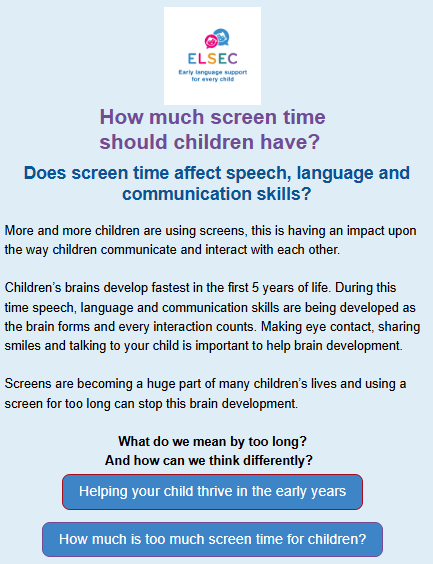 ELSEC
Early language support
for every child
How much screen time
should children have?
Does screen time affect speech, language and
communication skills?
More and more children are using screens, this is having an impact upon
the way children communicate and interact with each other.
Children’s brains develop fastest in the first 5 years of life. During this
time speech, language and communication skills are being developed as
the brain forms and every interaction counts. Making eye contact, sharing
smiles and talking to your child is important to help brain development.
Screens are becoming a huge part of many children’s lives and using a
screen for too long can stop this brain development.
What do we mean by too long?
And how can we think differently?
Helping your child thrive in the early years
How much is too much screen time for children?